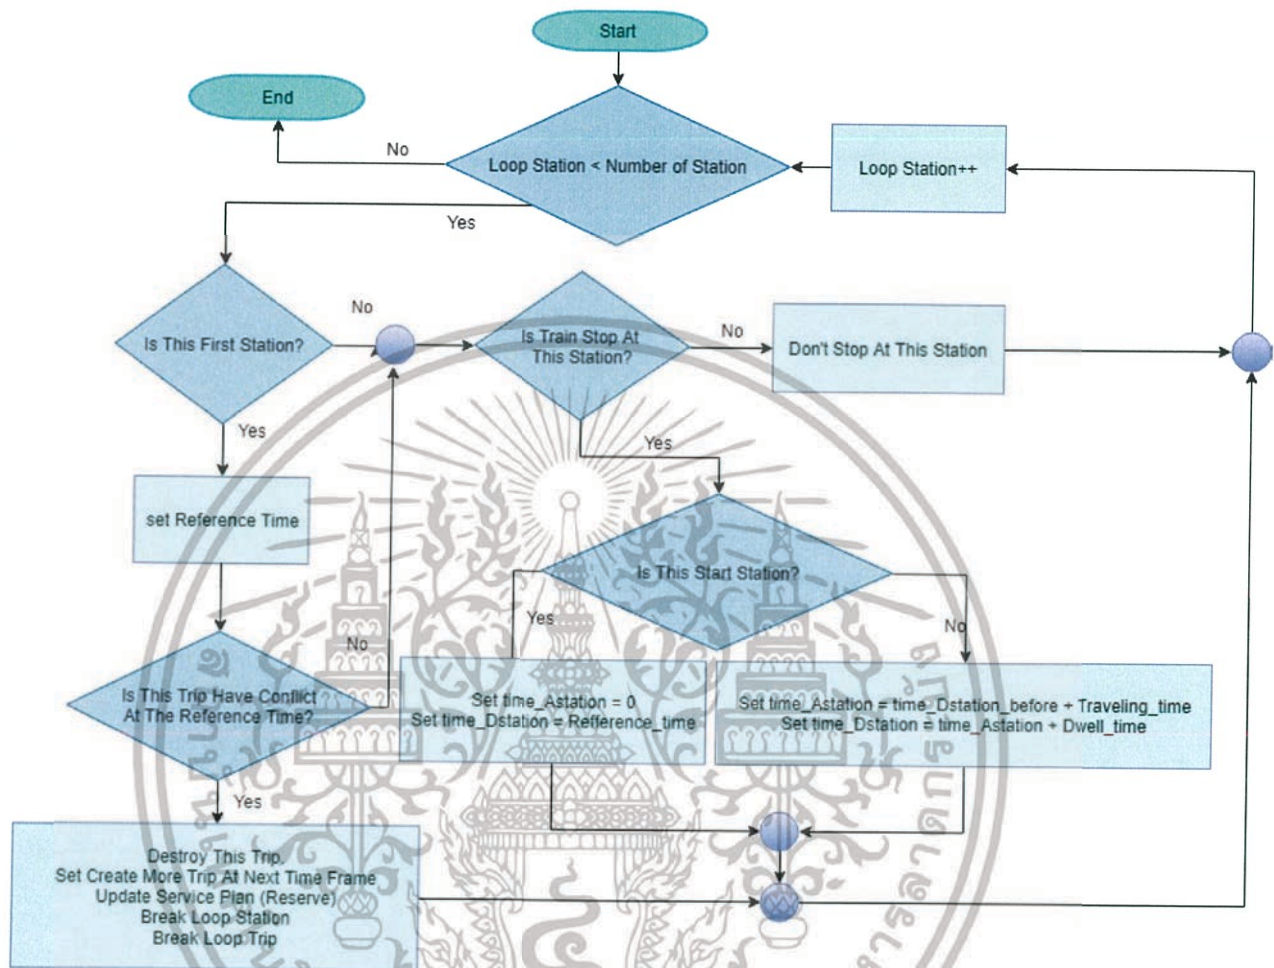 Start
End
No
Loop Station < Number of Station
Loop Station++
Yes
Is This First Station?
No
Is Train Stop At
This Station?
No
Don't Stop At This Station
Yes
Yes
set Reference Time
Is This Start Station?
Yes
No
No
Is This Trip Have Conflict
At The Reference Time?
Set time_Astation = 0
Set time_Dstation = Refference_time
Set time_Astation = time_Dstation_before + Traveling_time
Set time_Dstation = time_Astation + Dwell_time
Yes
Destroy This Trip.
Set Create More Trip At Next Time Frame
Update Service Plan (Reserve)
Break Loop Station
Break Loop Trip